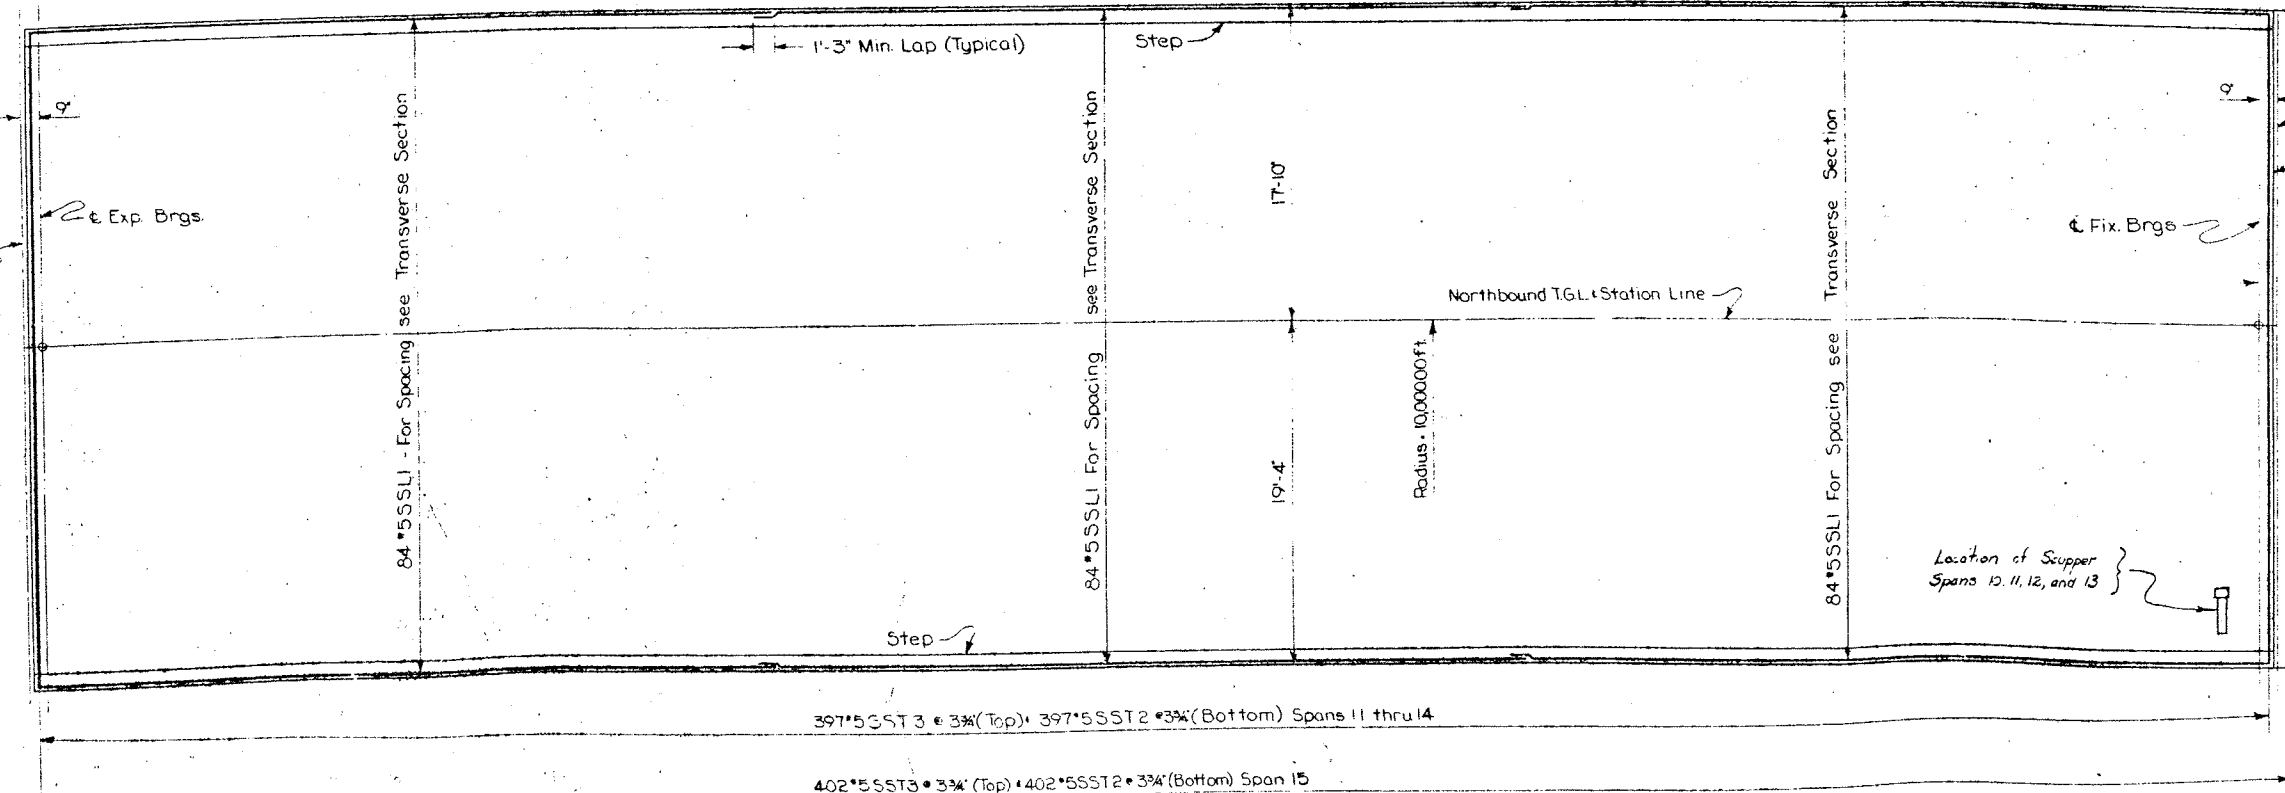 1'-3" Min. Lap (Typical)
Step
9"
9"
84 #5SSL1 - For Spacing see Transverse Section
84 #5SSL1 For Spacing see Transverse Section
84 #5SSL1 For Spacing see Transverse Section
17'-10"
℄ Exp. Brgs.
℄ Fix. Brgs
Northbound T.G.L. & Station Line
Radius = 10,000.00 ft.
19'-4"
Location of Scupper
Spans 10, 11, 12, and 13
Step
397 #5SST3 @ 3¾" (Top) & 397 #5SST2 @ 3¾" (Bottom) Spans 11 thru 14
402 #5SST3 @ 3¾" (Top) & 402 #5SST2 @ 3¾" (Bottom) Span 15